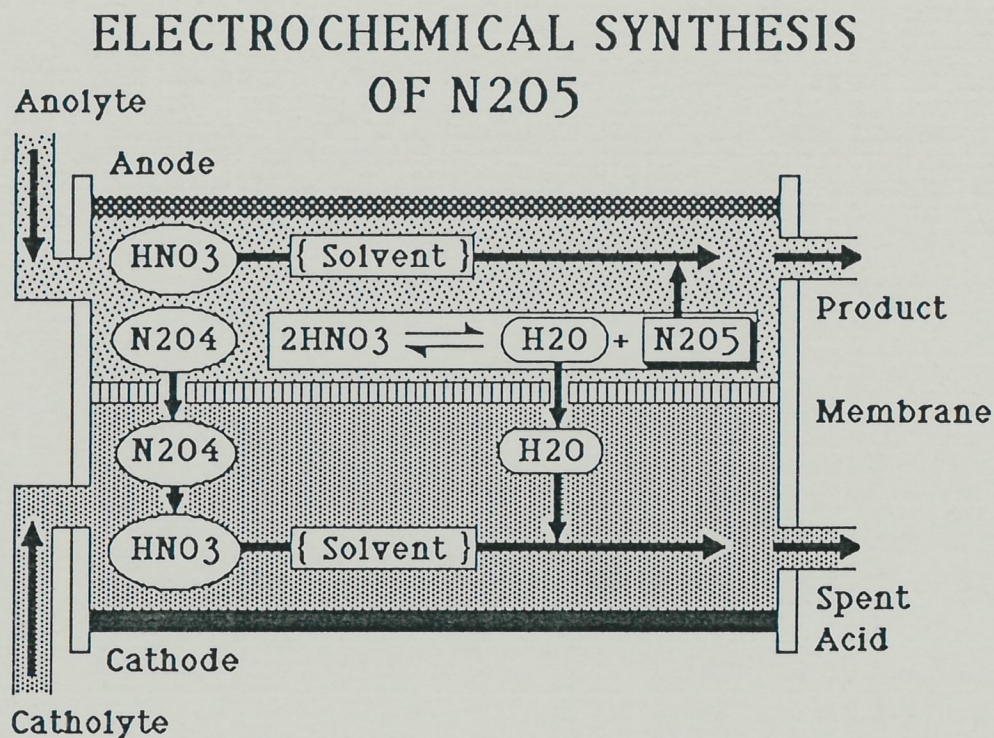 ELECTROCHEMICAL SYNTHESIS
OF N2O5
Anolyte
Anode
HNO3
{ Solvent }
Product
N2O4
2HNO3 ⇌ H2O + N2O5
Membrane
N2O4
H2O
HNO3
{ Solvent }
Spent
Acid
Cathode
Catholyte